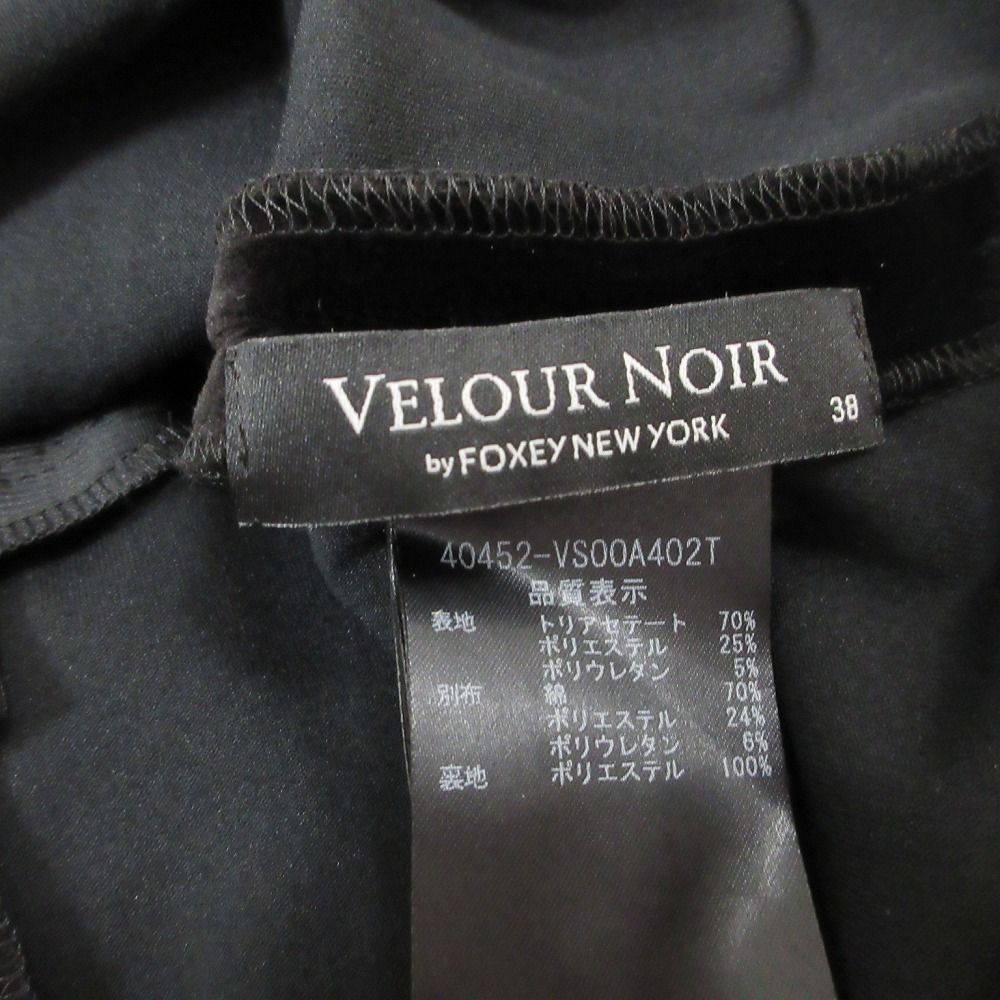 VELOUR NOIR
by FOXEY NEW YORK 38
40452-VS00A402T
品質表示
表地 トリアセテート 70%
ポリエステル 25%
ポリウレタン 5%
別布 綿 70%
ポリエステル 24%
ポリウレタン 6%
裏地 ポリエステル 100%